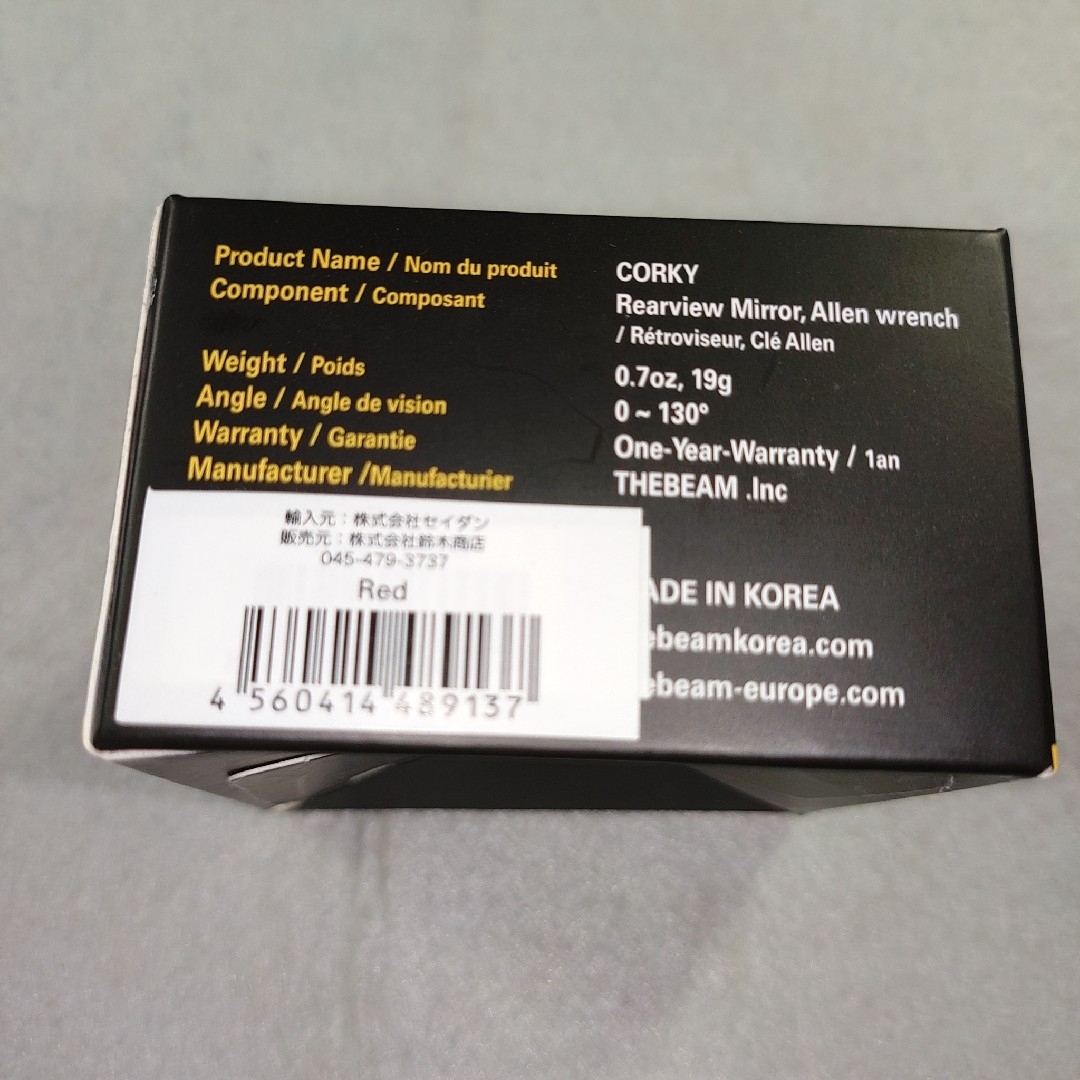 Product Name / Nom du produit CORKY
Component / Composant Rearview Mirror, Allen wrench
/ Rétroviseur, Clé Allen
Weight / Poids 0.7oz, 19g
Angle / Angle de vision 0 ~ 130°
Warranty / Garantie One-Year-Warranty / 1an
Manufacturer /Manufacturier THEBEAM .Inc
輸入元：株式会社セイダン
販売元：株式会社鈴木商店
045-479-3737
Red
4 560414 489137
ADE IN KOREA
ebeamkorea.com
ebeam-europe.com